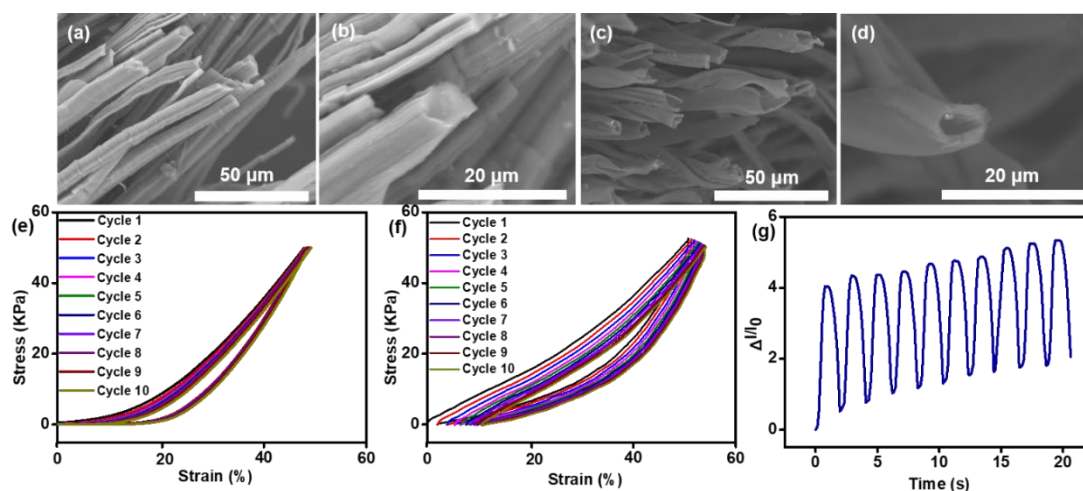 (a)
50 µm
(b)
20 µm
(c)
50 µm
(d)
20 µm
(e)
60
40
20
0
Stress (KPa)
Cycle 1
Cycle 2
Cycle 3
Cycle 4
Cycle 5
Cycle 6
Cycle 7
Cycle 8
Cycle 9
Cycle 10
0 20 40 60
Strain (%)
(f)
60
40
20
0
Stress (KPa)
Cycle 1
Cycle 2
Cycle 3
Cycle 4
Cycle 5
Cycle 6
Cycle 7
Cycle 8
Cycle 9
Cycle 10
20 40 60
Strain (%)
(g)
6
4
2
0
ΔI/I0
0 5 10 15 20
Time (s)